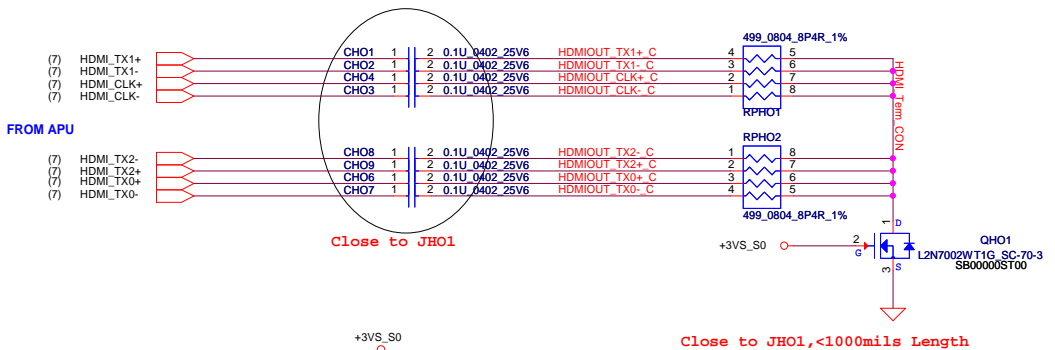 499_0804_8P4R_1%
(7) HDMI_TX1+ CHO1 1 2 0.1U_0402_25V6 HDMIOUT_TX1+_C 4 5
(7) HDMI_TX1- CHO2 1 2 0.1U_0402_25V6 HDMIOUT_TX1-_C 3 6
(7) HDMI_CLK+ CHO4 1 2 0.1U_0402_25V6 HDMIOUT_CLK+_C 2 7
(7) HDMI_CLK- CHO3 1 2 0.1U_0402_25V6 HDMIOUT_CLK-_C 1 8
HDMI_Term_CON
RPHO1
FROM APU
RPHO2
(7) HDMI_TX2- CHO8 1 2 0.1U_0402_25V6 HDMIOUT_TX2-_C 1 8
(7) HDMI_TX2+ CHO9 1 2 0.1U_0402_25V6 HDMIOUT_TX2+_C 2 7
(7) HDMI_TX0+ CHO6 1 2 0.1U_0402_25V6 HDMIOUT_TX0+_C 3 6
(7) HDMI_TX0- CHO7 1 2 0.1U_0402_25V6 HDMIOUT_TX0-_C 4 5
499_0804_8P4R_1%
Close to JHO1
1 D
+3VS_S0 2 G
QHO1
L2N7002WT1G_SC-70-3
SB00000ST00
3 S
+3VS_S0
Close to JHO1,<1000mils Length